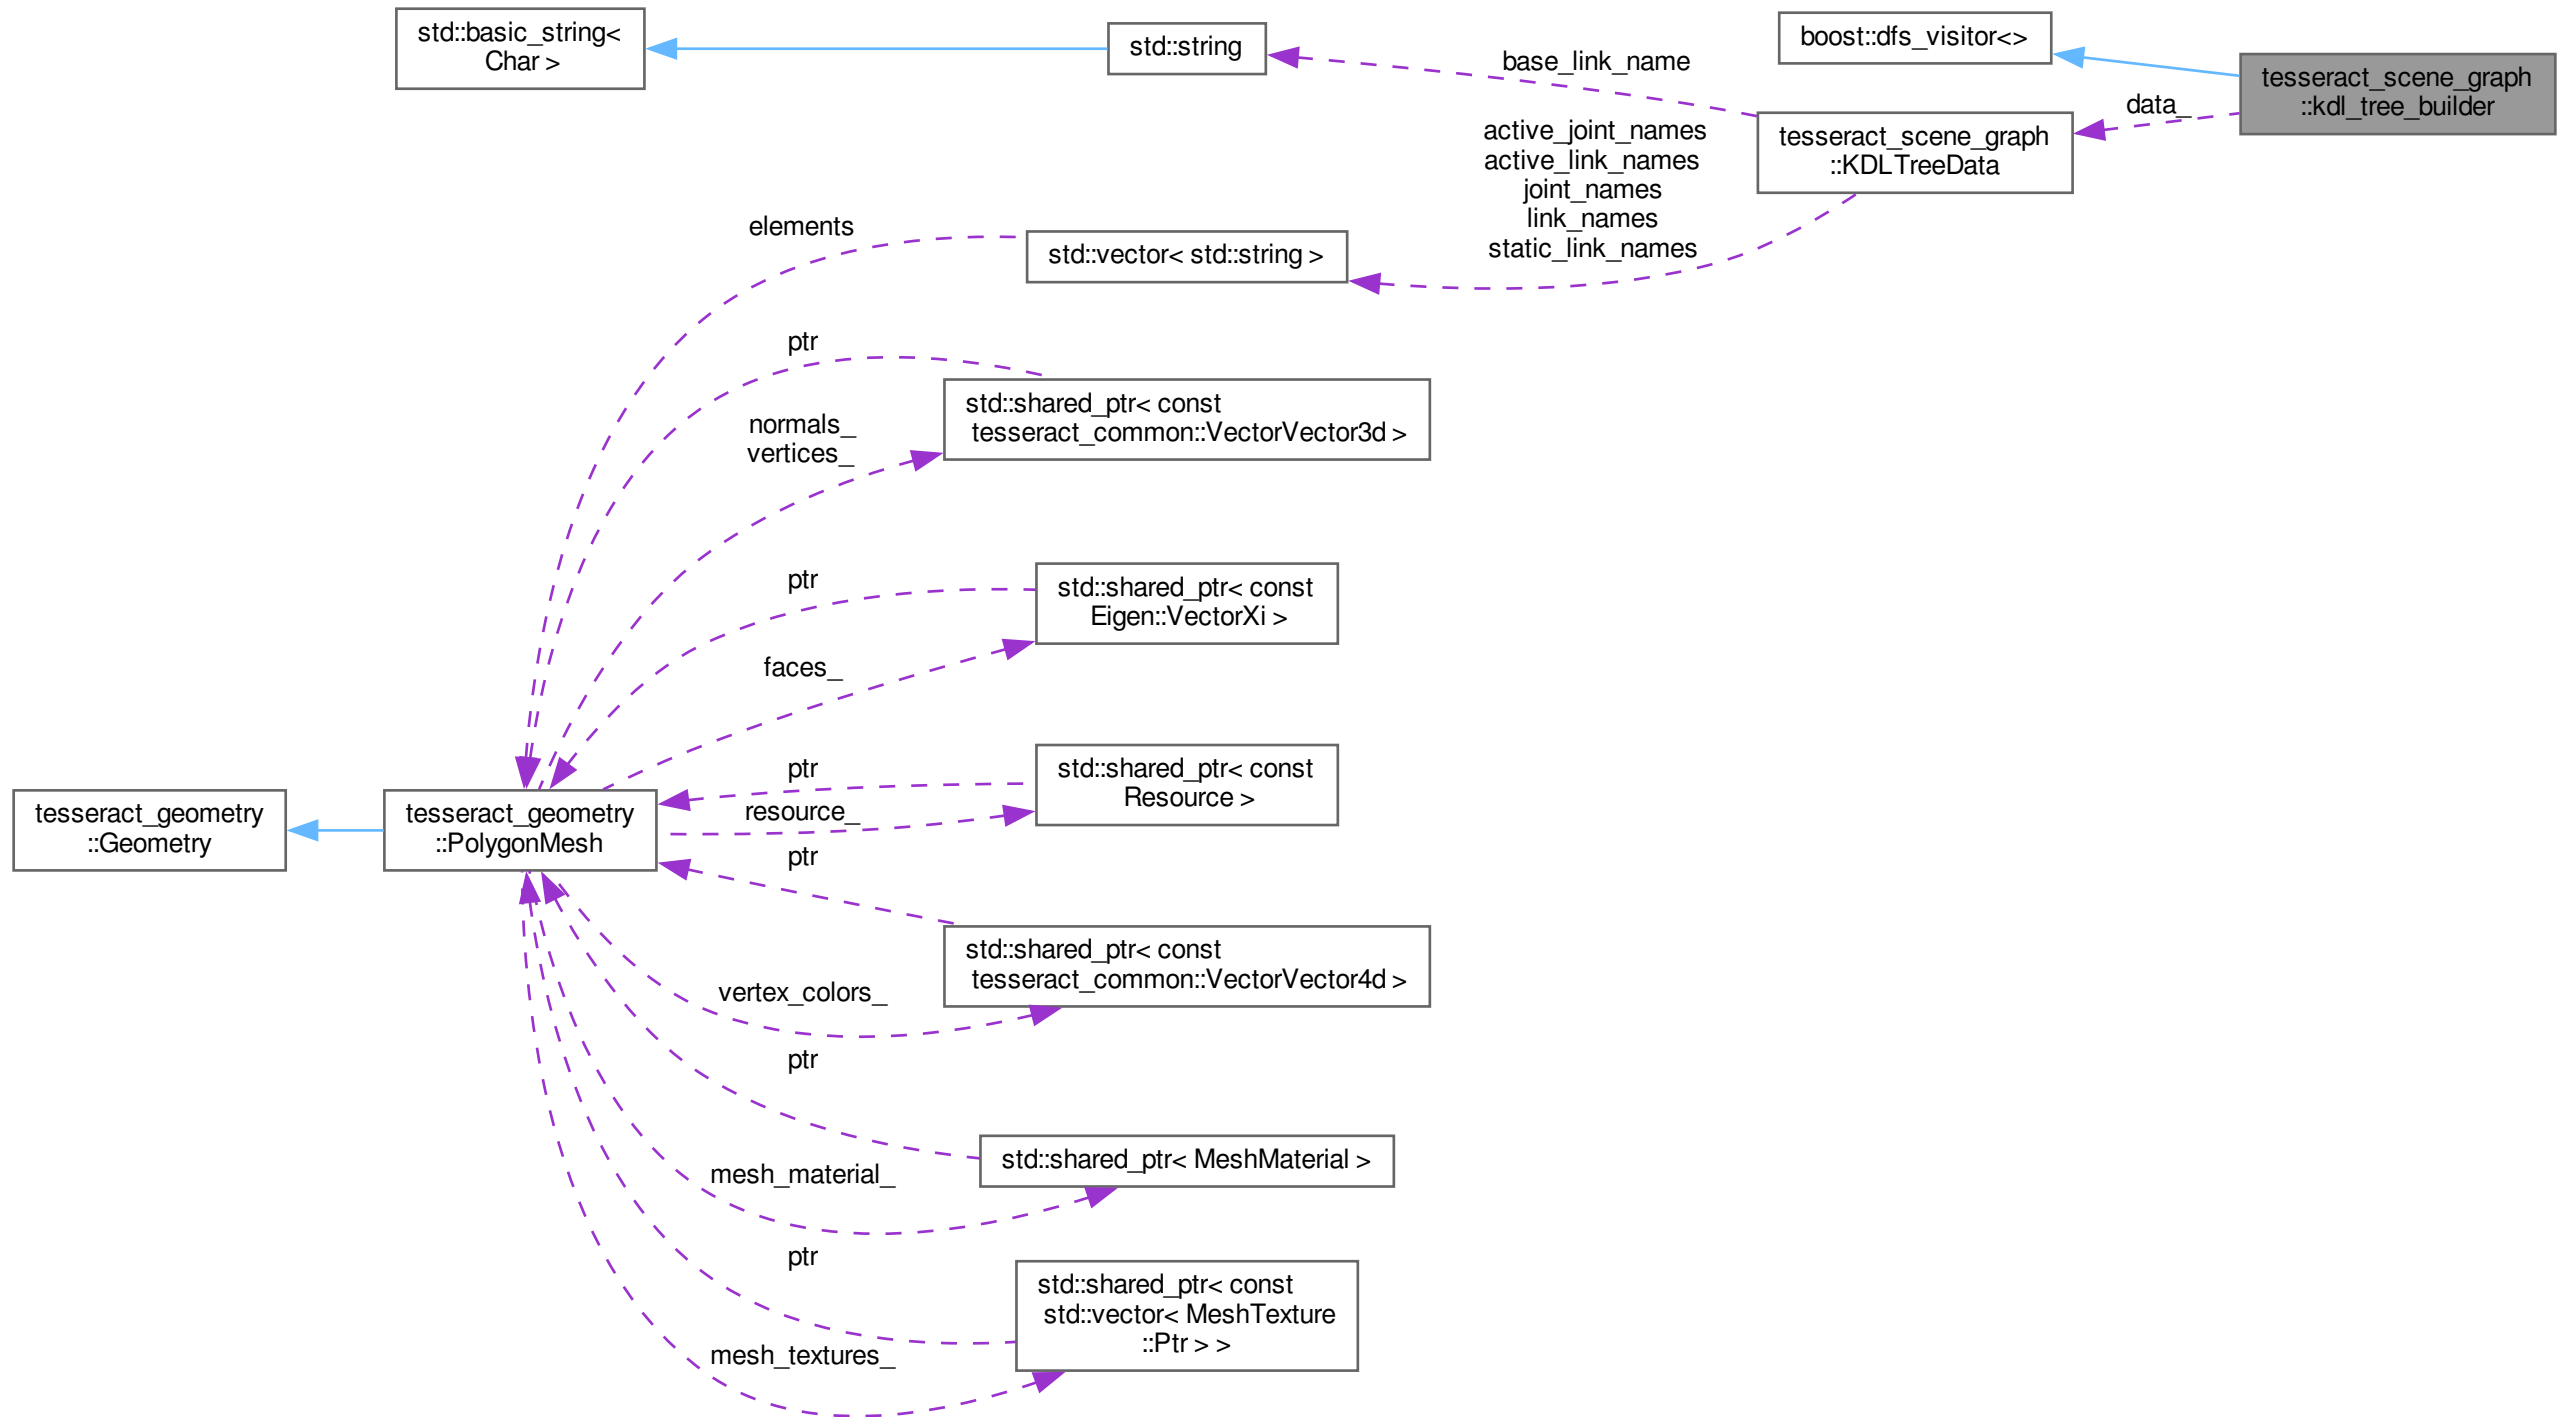 std::basic_string<
Char >
std::string
base_link_name
boost::dfs_visitor<>
tesseract_scene_graph
::kdl_tree_builder
data_
tesseract_scene_graph
::KDLTreeData
active_joint_names
active_link_names
joint_names
link_names
static_link_names
elements
std::vector< std::string >
ptr
std::shared_ptr< const
tesseract_common::VectorVector3d >
normals_
vertices_
ptr
std::shared_ptr< const
Eigen::VectorXi >
faces_
ptr
std::shared_ptr< const
Resource >
resource_
tesseract_geometry
::Geometry
tesseract_geometry
::PolygonMesh
ptr
std::shared_ptr< const
tesseract_common::VectorVector4d >
vertex_colors_
ptr
std::shared_ptr< MeshMaterial >
mesh_material_
ptr
std::shared_ptr< const
std::vector< MeshTexture
::Ptr > >
mesh_textures_